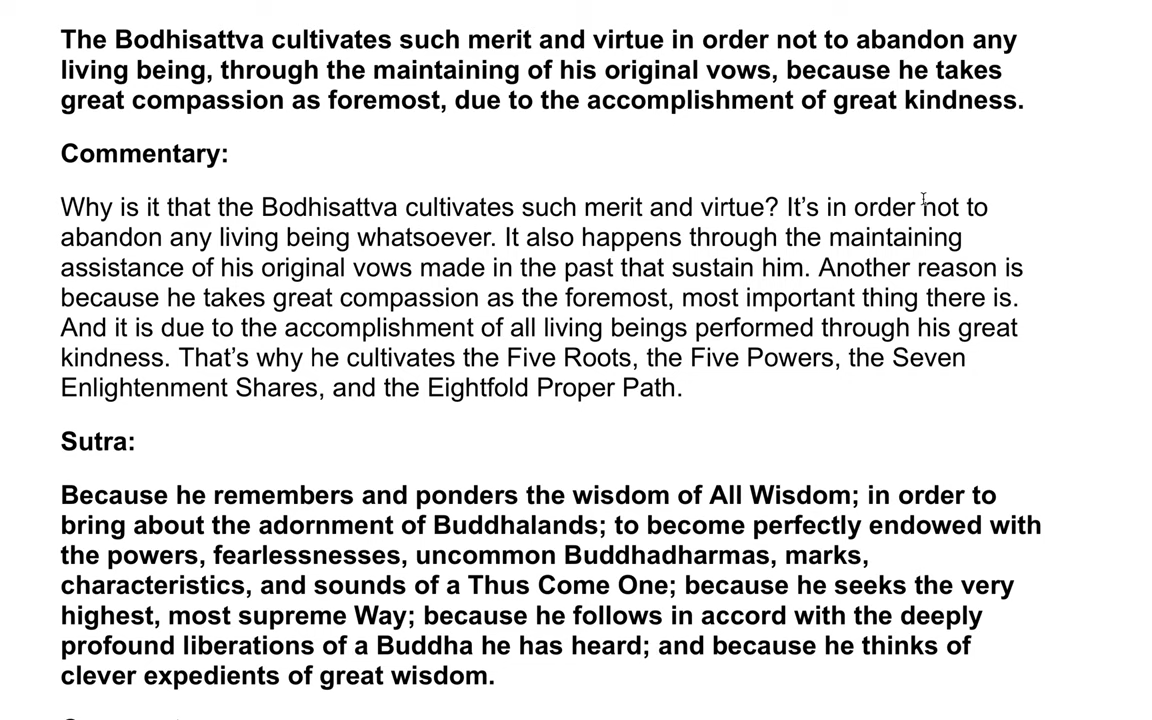 The Bodhisattva cultivates such merit and virtue in order not to abandon any
living being, through the maintaining of his original vows, because he takes
great compassion as foremost, due to the accomplishment of great kindness.
Commentary:
Why is it that the Bodhisattva cultivates such merit and virtue? It’s in order not to
abandon any living being whatsoever. It also happens through the maintaining
assistance of his original vows made in the past that sustain him. Another reason is
because he takes great compassion as the foremost, most important thing there is.
And it is due to the accomplishment of all living beings performed through his great
kindness. That’s why he cultivates the Five Roots, the Five Powers, the Seven
Enlightenment Shares, and the Eightfold Proper Path.
Sutra:
Because he remembers and ponders the wisdom of All Wisdom; in order to
bring about the adornment of Buddhalands; to become perfectly endowed with
the powers, fearlessnesses, uncommon Buddhadharmas, marks,
characteristics, and sounds of a Thus Come One; because he seeks the very
highest, most supreme Way; because he follows in accord with the deeply
profound liberations of a Buddha he has heard; and because he thinks of
clever expedients of great wisdom.